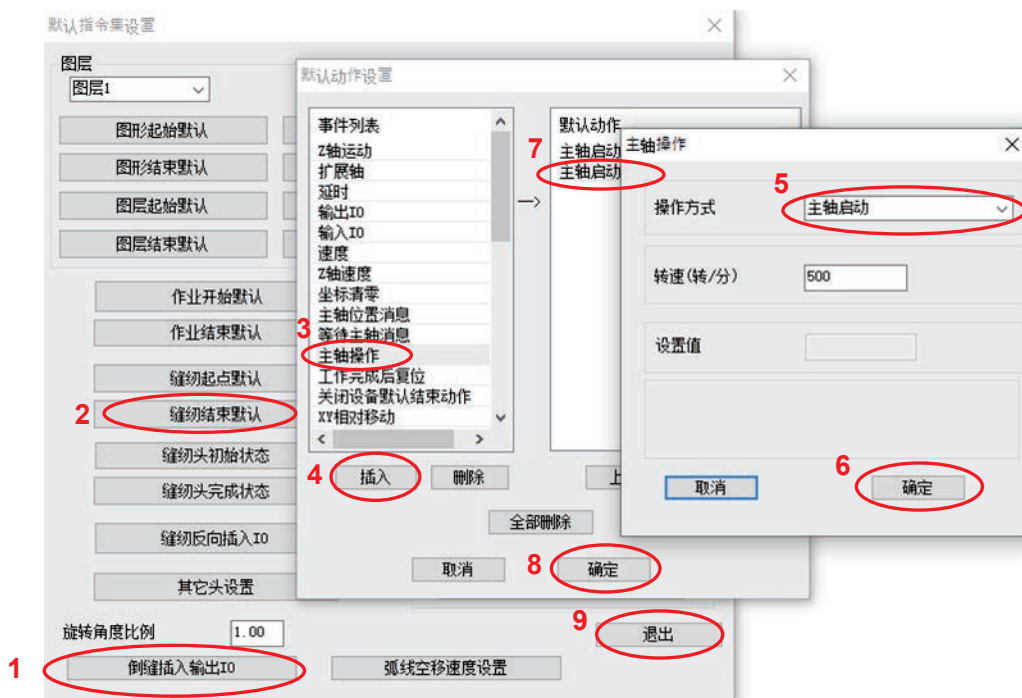 默认指令集设置
图层
图层1
图形起始默认
图形结束默认
图层起始默认
图层结束默认
作业开始默认
作业结束默认
缝纫起点默认
2
缝纫结束默认
缝纫头初始状态
缝纫头完成状态
缝纫反向插入IO
其它头设置
旋转角度比例
1.00
1
倒缝插入输出IO
弧线空移速度设置
9
退出
默认动作设置
事件列表
Z轴运动
扩展轴
延时
输出IO
输入IO
速度
Z轴速度
坐标清零
主轴位置消息
等待主轴消息
3
主轴操作
工作完成后复位
关闭设备默认结束动作
XY相对移动
-->
默认动作
主轴启动
7
主轴启动
4
插入
删除
上
全部删除
取消
8
确定
主轴操作
5
操作方式
主轴启动
转速(转/分)
500
设置值
6
取消
确定